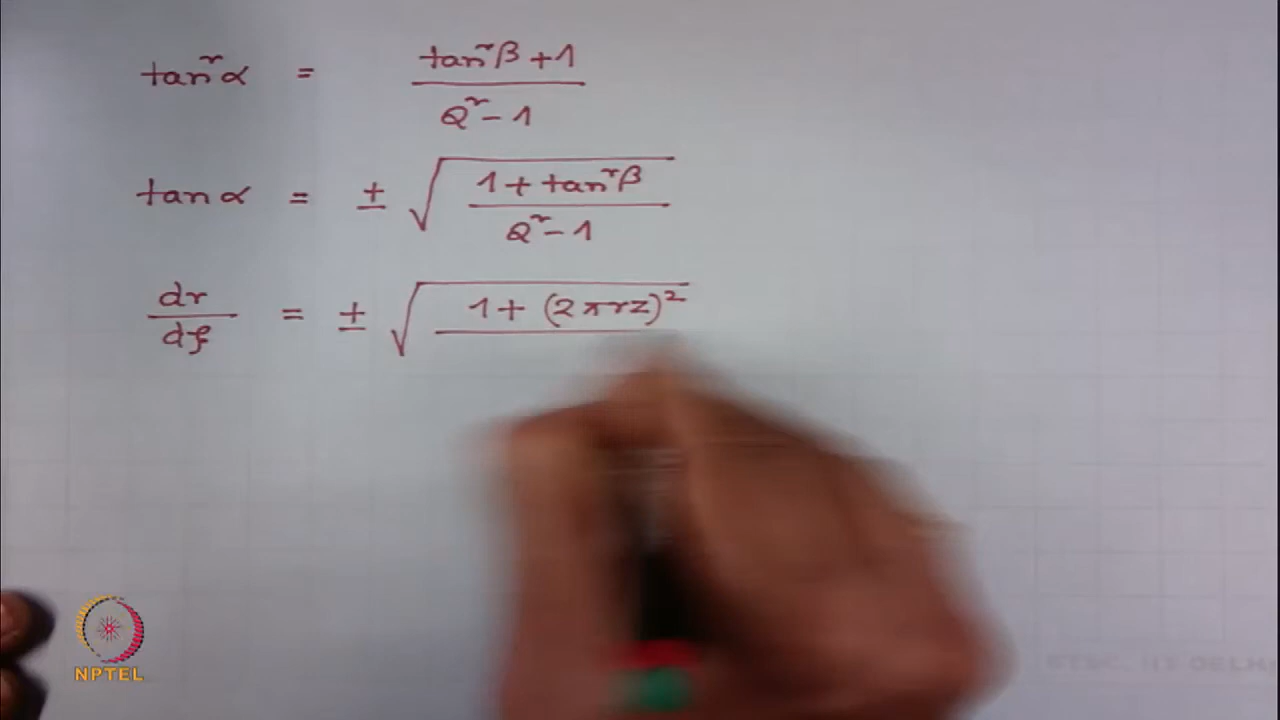 tan²α = (tan²β + 1) / (Q² - 1)
tan α = ± √((1 + tan²β) / (Q² - 1))
dr/dξ = ± √(1 + (2πrz)²
NPTEL